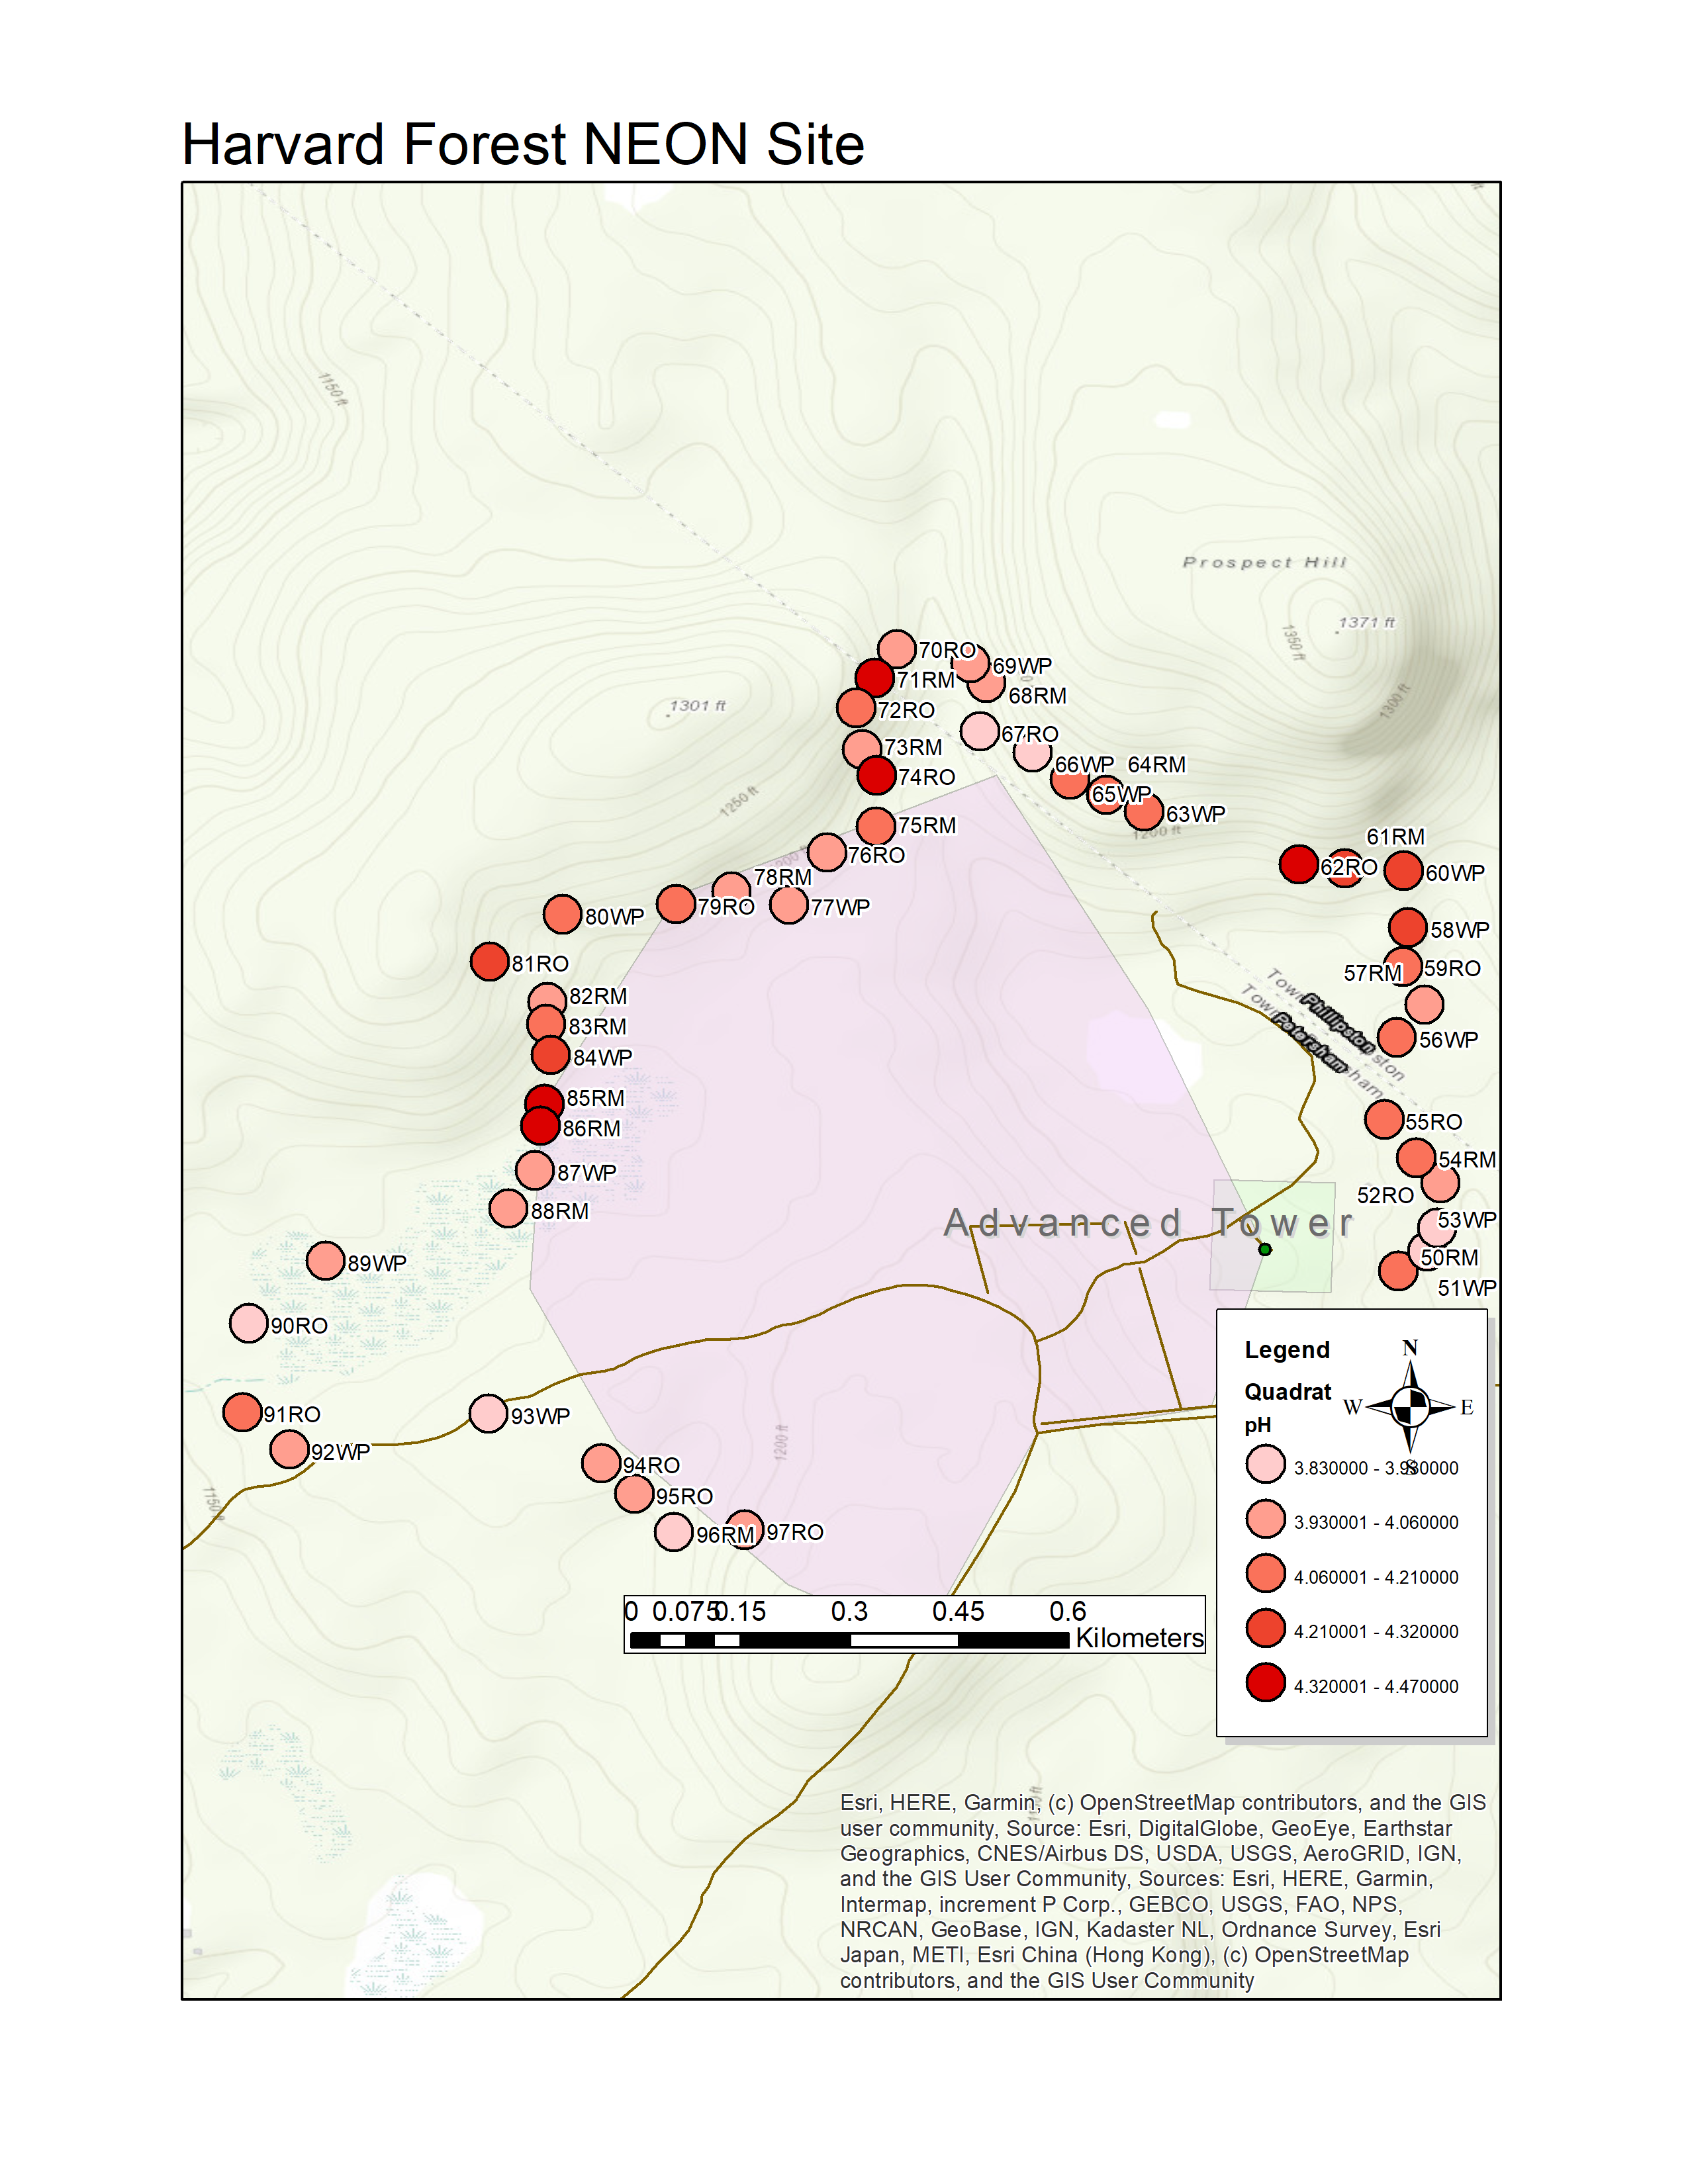 Harvard Forest NEON Site
1150 ft
Prospect Hill
1371 ft
1350 ft
1300 ft
70RO
69WP
71RM
68RM
1301 ft
72RO
67RO
73RM
66WP
64RM
74RO
65WP
63WP
1250 ft
75RM
1200 ft
61RM
76RO
62RO
60WP
78RM
79RO
77WP
80WP
58WP
81RO
57RM
59RO
82RM
83RM
56WP
84WP
Phillipston
Petersham
85RM
55RO
86RM
54RM
87WP
52RO
88RM
53WP
Advanced Tower
89WP
50RM
51WP
90RO
Legend
N
Quadrat
W
E
91RO
pH
93WP
92WP
S
94RO
3.830000 - 3.930000
1200 ft
95RO
1150 ft
3.930001 - 4.060000
96RM
97RO
4.060001 - 4.210000
0 0.075 0.15 0.3 0.45 0.6
Kilometers
4.210001 - 4.320000
4.320001 - 4.470000
Esri, HERE, Garmin, (c) OpenStreetMap contributors, and the GIS
user community, Source: Esri, DigitalGlobe, GeoEye, Earthstar
Geographics, CNES/Airbus DS, USDA, USGS, AeroGRID, IGN,
and the GIS User Community, Sources: Esri, HERE, Garmin,
Intermap, increment P Corp., GEBCO, USGS, FAO, NPS,
NRCAN, GeoBase, IGN, Kadaster NL, Ordnance Survey, Esri
Japan, METI, Esri China (Hong Kong), (c) OpenStreetMap
contributors, and the GIS User Community